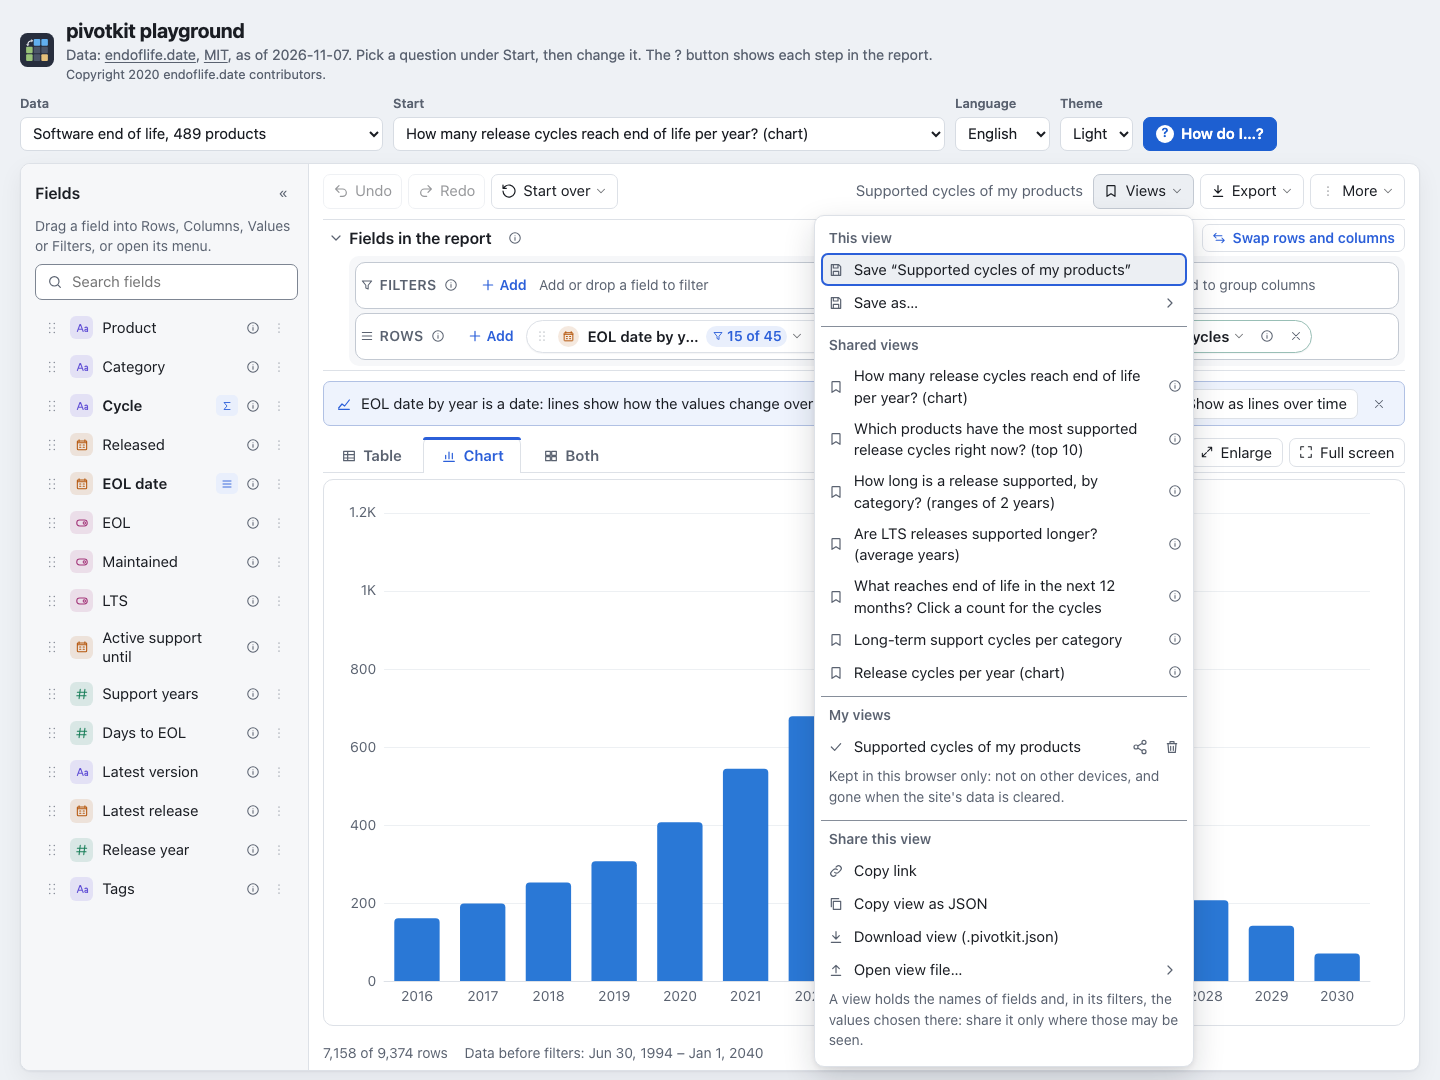 pivotkit playground
Data: endoflife.date, MIT, as of 2026-11-07. Pick a question under Start, then change it. The ? button shows each step in the report.
Copyright 2020 endoflife.date contributors.
Data
Start
Language
Theme
Software end of life, 489 products
How many release cycles reach end of life per year? (chart)
English
Light
? How do I...?
Fields
«
Drag a field into Rows, Columns, Values
or Filters, or open its menu.
Search fields
Aa Product
Aa Category
Aa Cycle Σ
Released
EOL date
EOL
Maintained
LTS
Active support
until
# Support years
# Days to EOL
Aa Latest version
Latest release
# Release year
Aa Tags
Undo
Redo
Start over
Supported cycles of my products
Views
Export
More
Fields in the report
Swap rows and columns
FILTERS
+ Add
Add or drop a field to filter
d to group columns
ROWS
+ Add
EOL date by y...
15 of 45
ycles
EOL date by year is a date: lines show how the values change over
Show as lines over time
Table
Chart
Both
Enlarge
Full screen
1.2K
1K
800
600
400
200
0
2016
2017
2018
2019
2020
2021
202
2028
2029
2030
7,158 of 9,374 rows
Data before filters: Jun 30, 1994 – Jan 1, 2040
This view
Save “Supported cycles of my products”
Save as...
Shared views
How many release cycles reach end of life
per year? (chart)
Which products have the most supported
release cycles right now? (top 10)
How long is a release supported, by
category? (ranges of 2 years)
Are LTS releases supported longer?
(average years)
What reaches end of life in the next 12
months? Click a count for the cycles
Long-term support cycles per category
Release cycles per year (chart)
My views
Supported cycles of my products
Kept in this browser only: not on other devices, and
gone when the site's data is cleared.
Share this view
Copy link
Copy view as JSON
Download view (.pivotkit.json)
Open view file...
A view holds the names of fields and, in its filters, the
values chosen there: share it only where those may be
seen.